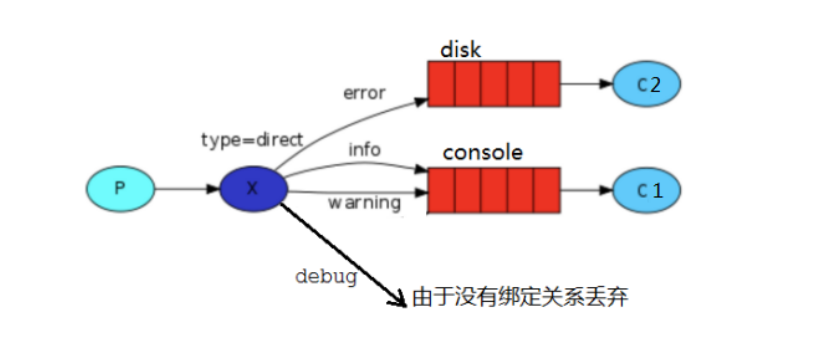 disk
error
C2
type=direct
info
console
P
X
warning
C1
debug
由于没有绑定关系丢弃